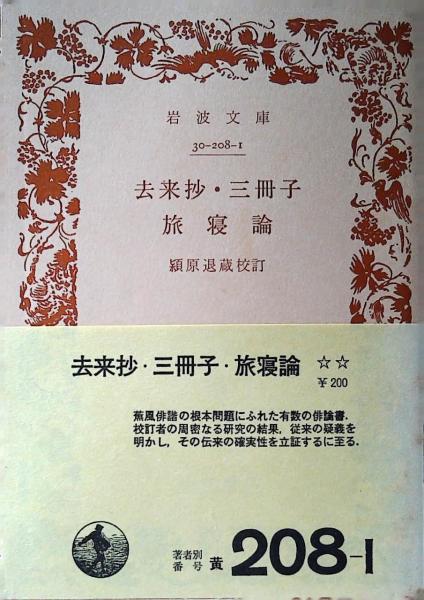 岩波文庫
30-208-1
去来抄・三冊子
旅寝論
潁原退蔵校訂
去来抄・三冊子・旅寝論 ☆☆
¥200
蕉風俳諧の根本問題にふれた有数の俳論書.
校訂者の周密なる研究の結果, 従来の疑義を
明かし, その伝来の確実性を立証するに至る.
著者別
番号 黄 208-1